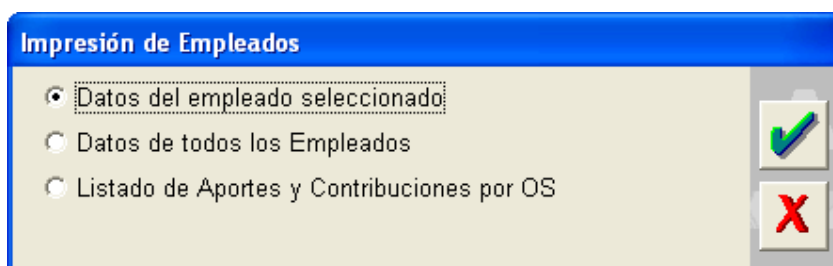 Impresión de Empleados
Datos del empleado seleccionado
Datos de todos los Empleados
Listado de Aportes y Contribuciones por OS